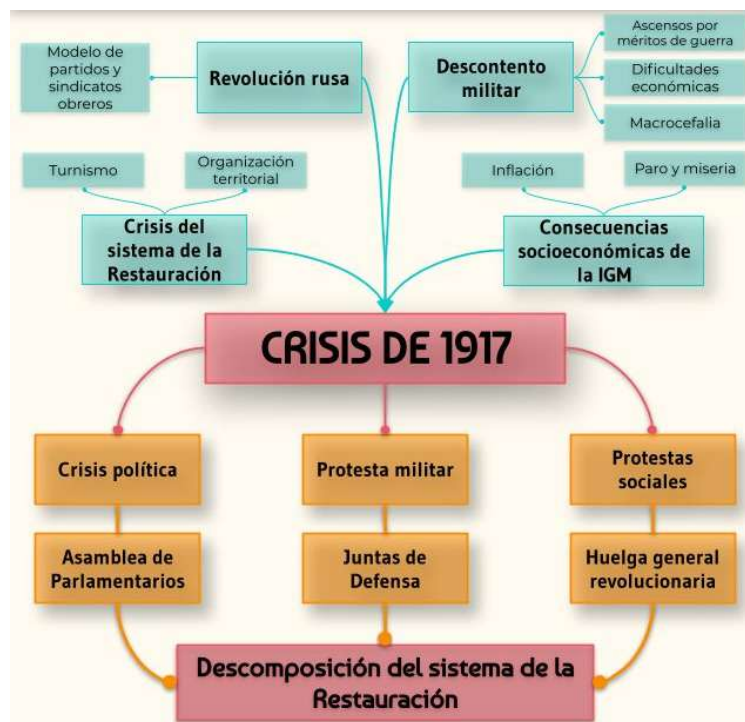 Modelo de
partidos y
sindicatos
obreros
Revolución rusa
Descontento
militar
Ascensos por
méritos de guerra
Dificultades
económicas
Macrocefalia
Turnismo
Organización
territorial
Crisis del
sistema de la
Restauración
Inflación
Paro y miseria
Consecuencias
socioeconómicas de
la IGM
CRISIS DE 1917
Crisis política
Protesta militar
Protestas
sociales
Asamblea de
Parlamentarios
Juntas de
Defensa
Huelga general
revolucionaria
Descomposición del sistema de la
Restauración